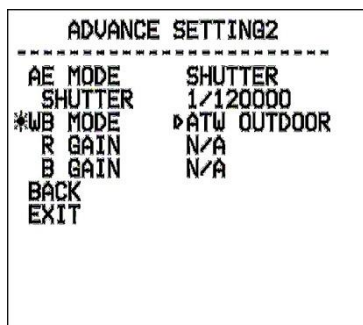 ADVANCE SETTING2
AE MODE SHUTTER
SHUTTER 1/120000
*WB MODE ATW OUTDOOR
R GAIN N/A
B GAIN N/A
BACK
EXIT